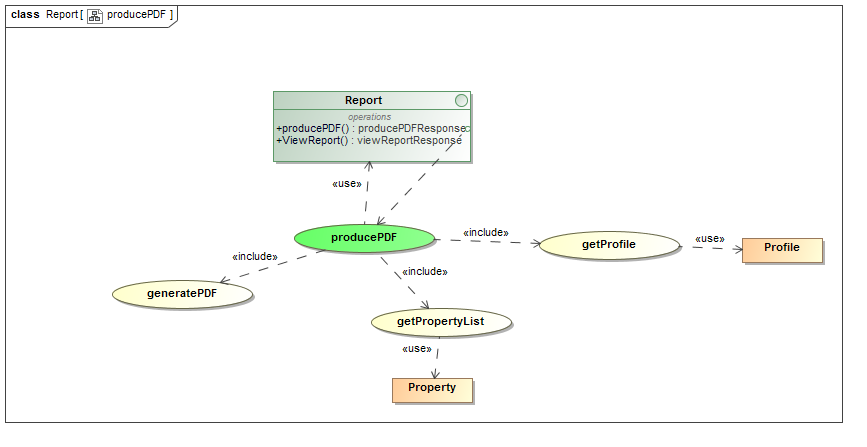 class Report [ producePDF ]
Report
operations
+producePDF() : producePDFResponse
+ViewReport() : viewReportResponse
«use»
producePDF
«include»
getProfile
«use»
Profile
«include»
generatePDF
«include»
getPropertyList
«use»
Property